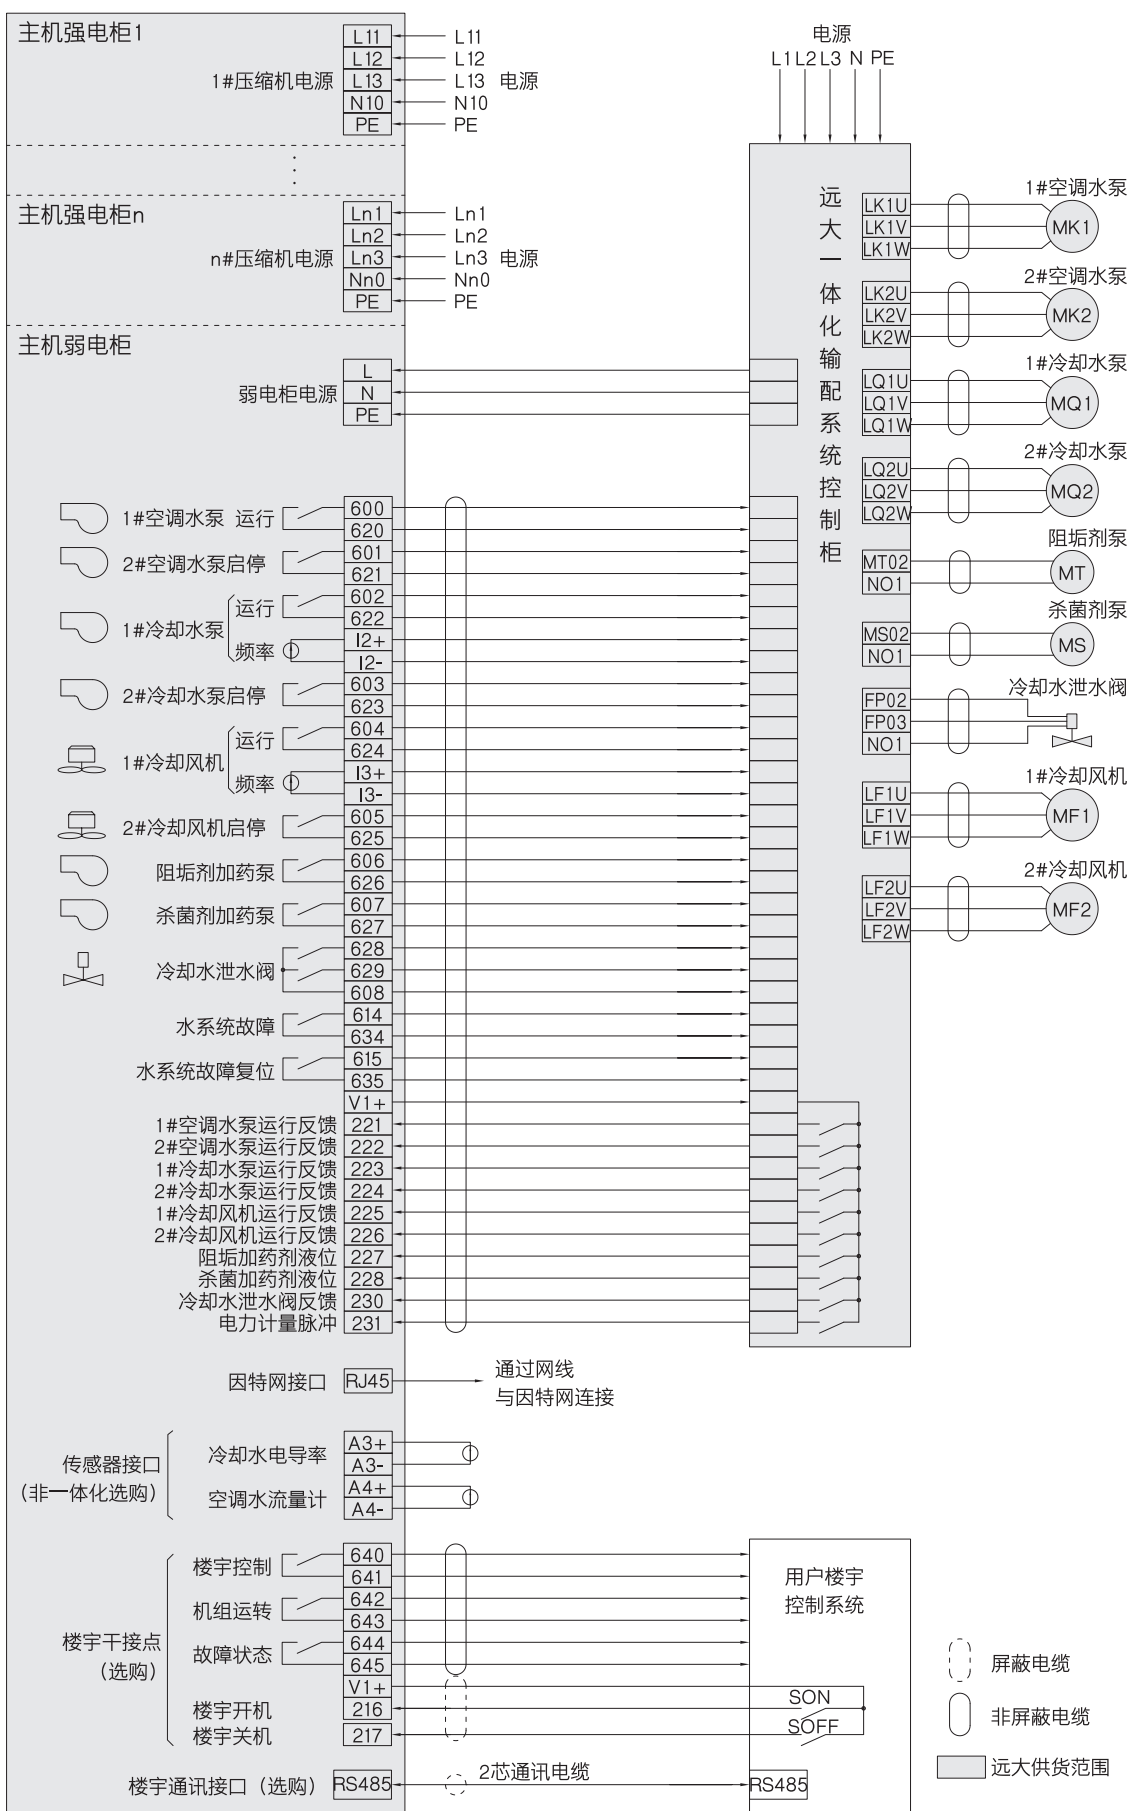 主机强电柜1
1#压缩机电源
L11
L12
L13
N10
PE
L11
L12
L13 电源
N10
PE
主机强电柜n
n#压缩机电源
Ln1
Ln2
Ln3
Nn0
PE
Ln1
Ln2
Ln3 电源
Nn0
PE
主机弱电柜
弱电柜电源
L
N
PE
1#空调水泵 运行
600
620
2#空调水泵启停
601
621
1#冷却水泵
运行
602
622
频率
I2+
I2-
2#冷却水泵启停
603
623
1#冷却风机
运行
604
624
频率
I3+
I3-
2#冷却风机启停
605
625
阻垢剂加药泵
606
626
杀菌剂加药泵
607
627
冷却水泄水阀
628
629
608
水系统故障
614
634
水系统故障复位
615
635
V1+
1#空调水泵运行反馈 221
2#空调水泵运行反馈 222
1#冷却水泵运行反馈 223
2#冷却水泵运行反馈 224
1#冷却风机运行反馈 225
2#冷却风机运行反馈 226
阻垢加药剂液位 227
杀菌加药剂液位 228
冷却水泄水阀反馈 230
电力计量脉冲 231
因特网接口 RJ45
通过网线
与因特网连接
传感器接口
(非一体化选购)
冷却水电导率
A3+
A3-
空调水流量计
A4+
A4-
楼宇干接点
(选购)
楼宇控制
640
641
机组运转
642
643
故障状态
644
645
V1+
楼宇开机 216
楼宇关机 217
楼宇通讯接口(选购) RS485
2芯通讯电缆
RS485
用户楼宇
控制系统
SON
SOFF
电源
L1 L2 L3 N PE
远大一体化输配系统控制柜
LK1U
LK1V
LK1W
1#空调水泵
MK1
LK2U
LK2V
LK2W
2#空调水泵
MK2
LQ1U
LQ1V
LQ1W
1#冷却水泵
MQ1
LQ2U
LQ2V
LQ2W
2#冷却水泵
MQ2
MT02
NO1
阻垢剂泵
MT
MS02
NO1
杀菌剂泵
MS
FP02
FP03
NO1
冷却水泄水阀
LF1U
LF1V
LF1W
1#冷却风机
MF1
LF2U
LF2V
LF2W
2#冷却风机
MF2
屏蔽电缆
非屏蔽电缆
远大供货范围